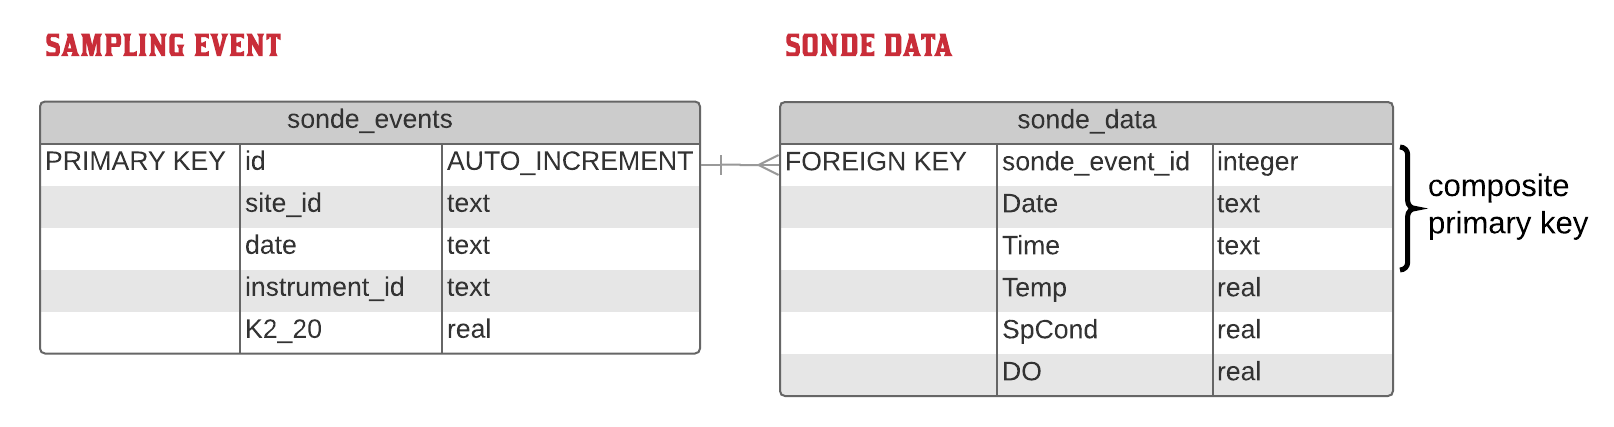 SAMPLING EVENT
sonde_events
PRIMARY KEY id AUTO_INCREMENT
site_id text
date text
instrument_id text
K2_20 real
SONDE DATA
sonde_data
FOREIGN KEY sonde_event_id integer
Date text
Time text
Temp real
SpCond real
DO real
composite
primary key